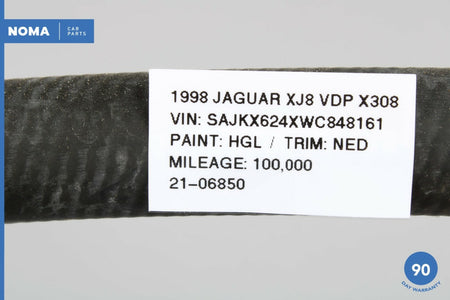 NOMA CAR PARTS
1998 JAGUAR XJ8 VDP X308
VIN: SAJKX624XWC848161
PAINT: HGL / TRIM: NED
MILEAGE: 100,000
21-06850
90
DAY WARRANTY